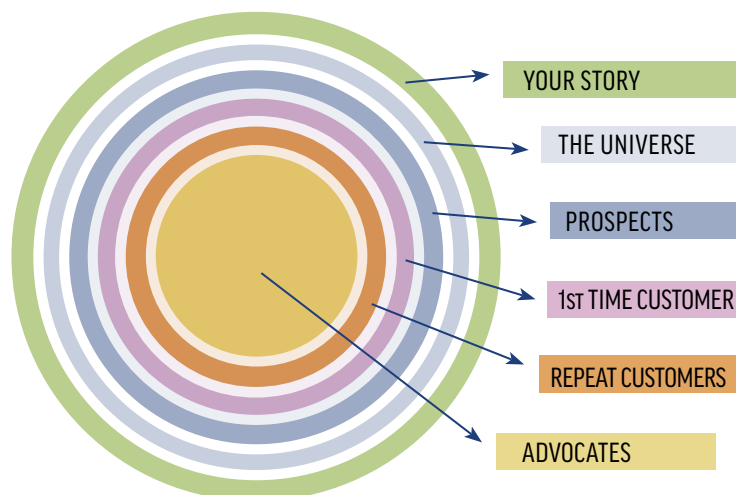 YOUR STORY
THE UNIVERSE
PROSPECTS
1ST TIME CUSTOMER
REPEAT CUSTOMERS
ADVOCATES